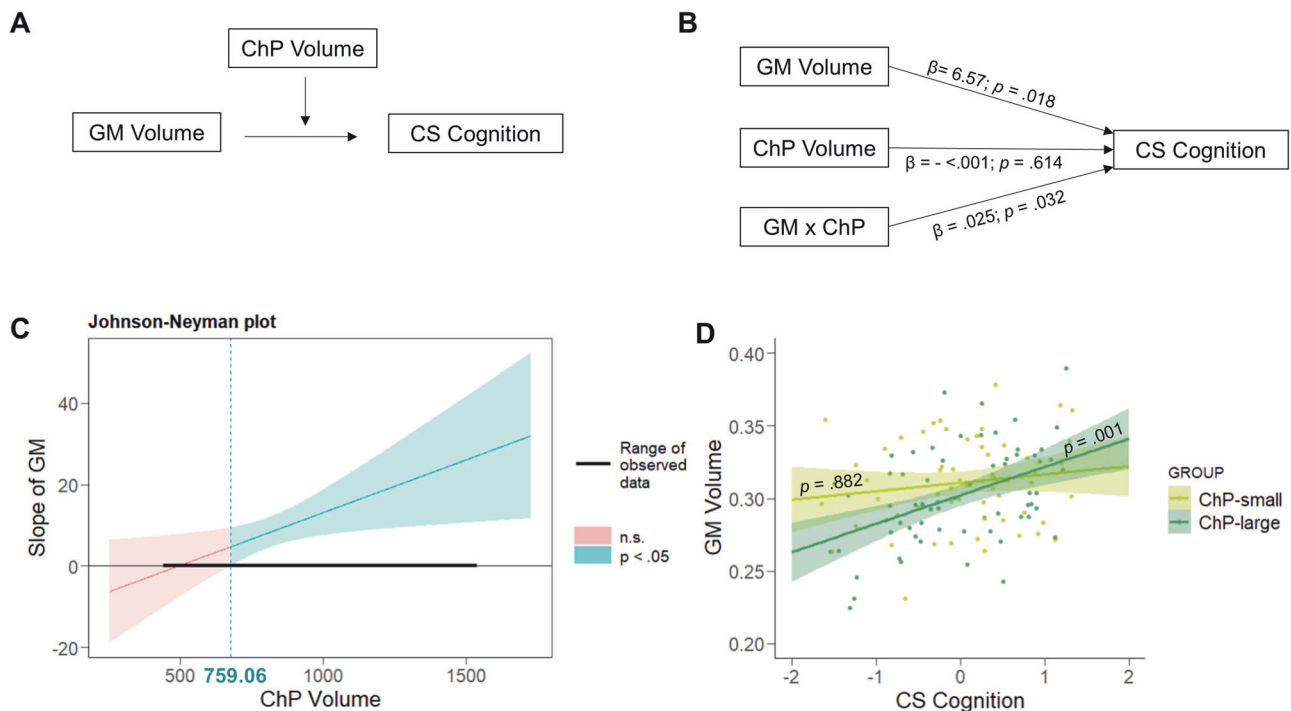 A
ChP Volume
GM Volume
CS Cognition
B
GM Volume
β= 6.57; p = .018
ChP Volume
CS Cognition
β = - <.001; p = .614
GM x ChP
β = .025; p = .032
C
Johnson-Neyman plot
40
20
0
-20
Slope of GM
500
759.06
1000
1500
ChP Volume
Range of
observed
data
n.s.
p < .05
D
0.40
0.35
0.30
0.25
0.20
GM Volume
p = .882
p = .001
-2
-1
0
1
2
CS Cognition
GROUP
ChP-small
ChP-large